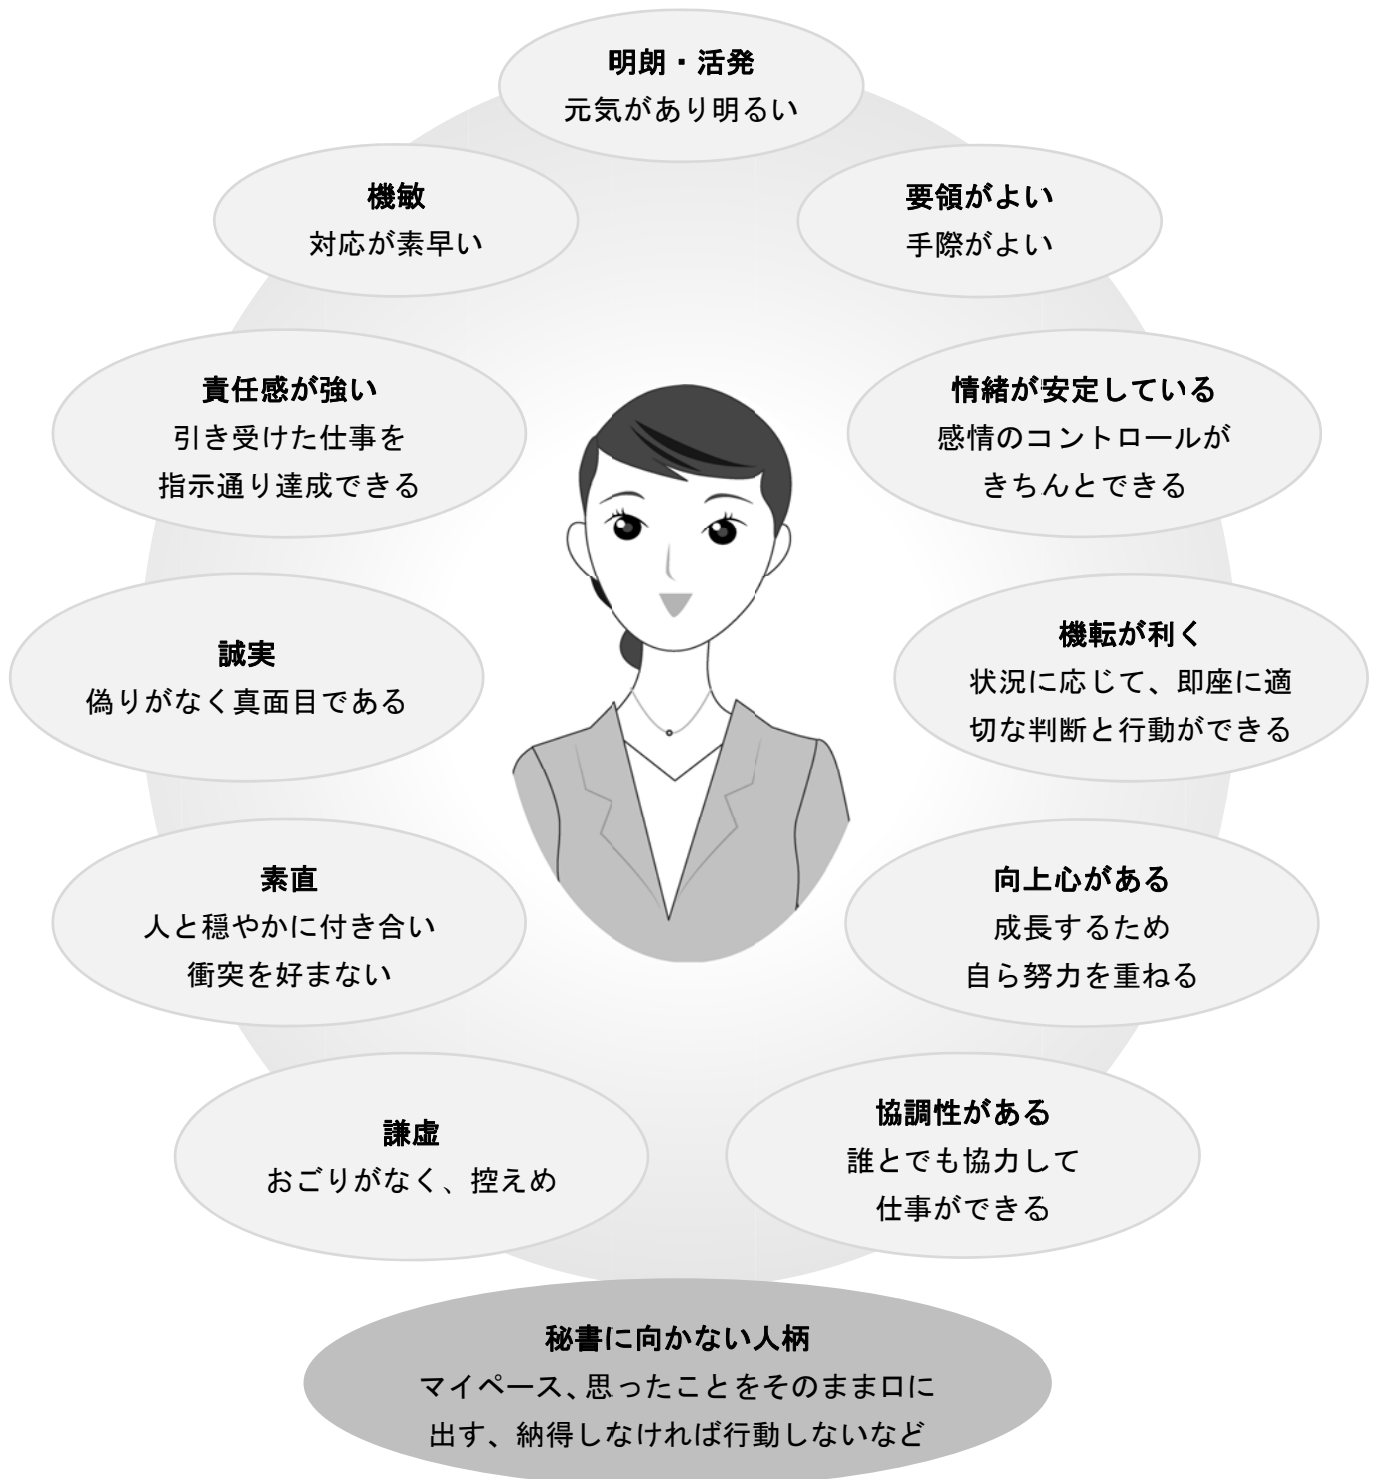 明朗・活発
元気があり明るい
機敏
対応が素早い
要領がよい
手際がよい
責任感が強い
引き受けた仕事を
指示通り達成できる
情緒が安定している
感情のコントロールが
きちんとできる
誠実
偽りがなく真面目である
機転が利く
状況に応じて、即座に適
切な判断と行動ができる
素直
人と穏やかに付き合い
衝突を好まない
向上心がある
成長するため
自ら努力を重ねる
謙虚
おごりがなく、控えめ
協調性がある
誰とでも協力して
仕事ができる
秘書に向かない人柄
マイペース、思ったことをそのまま口に
出す、納得しなければ行動しないなど